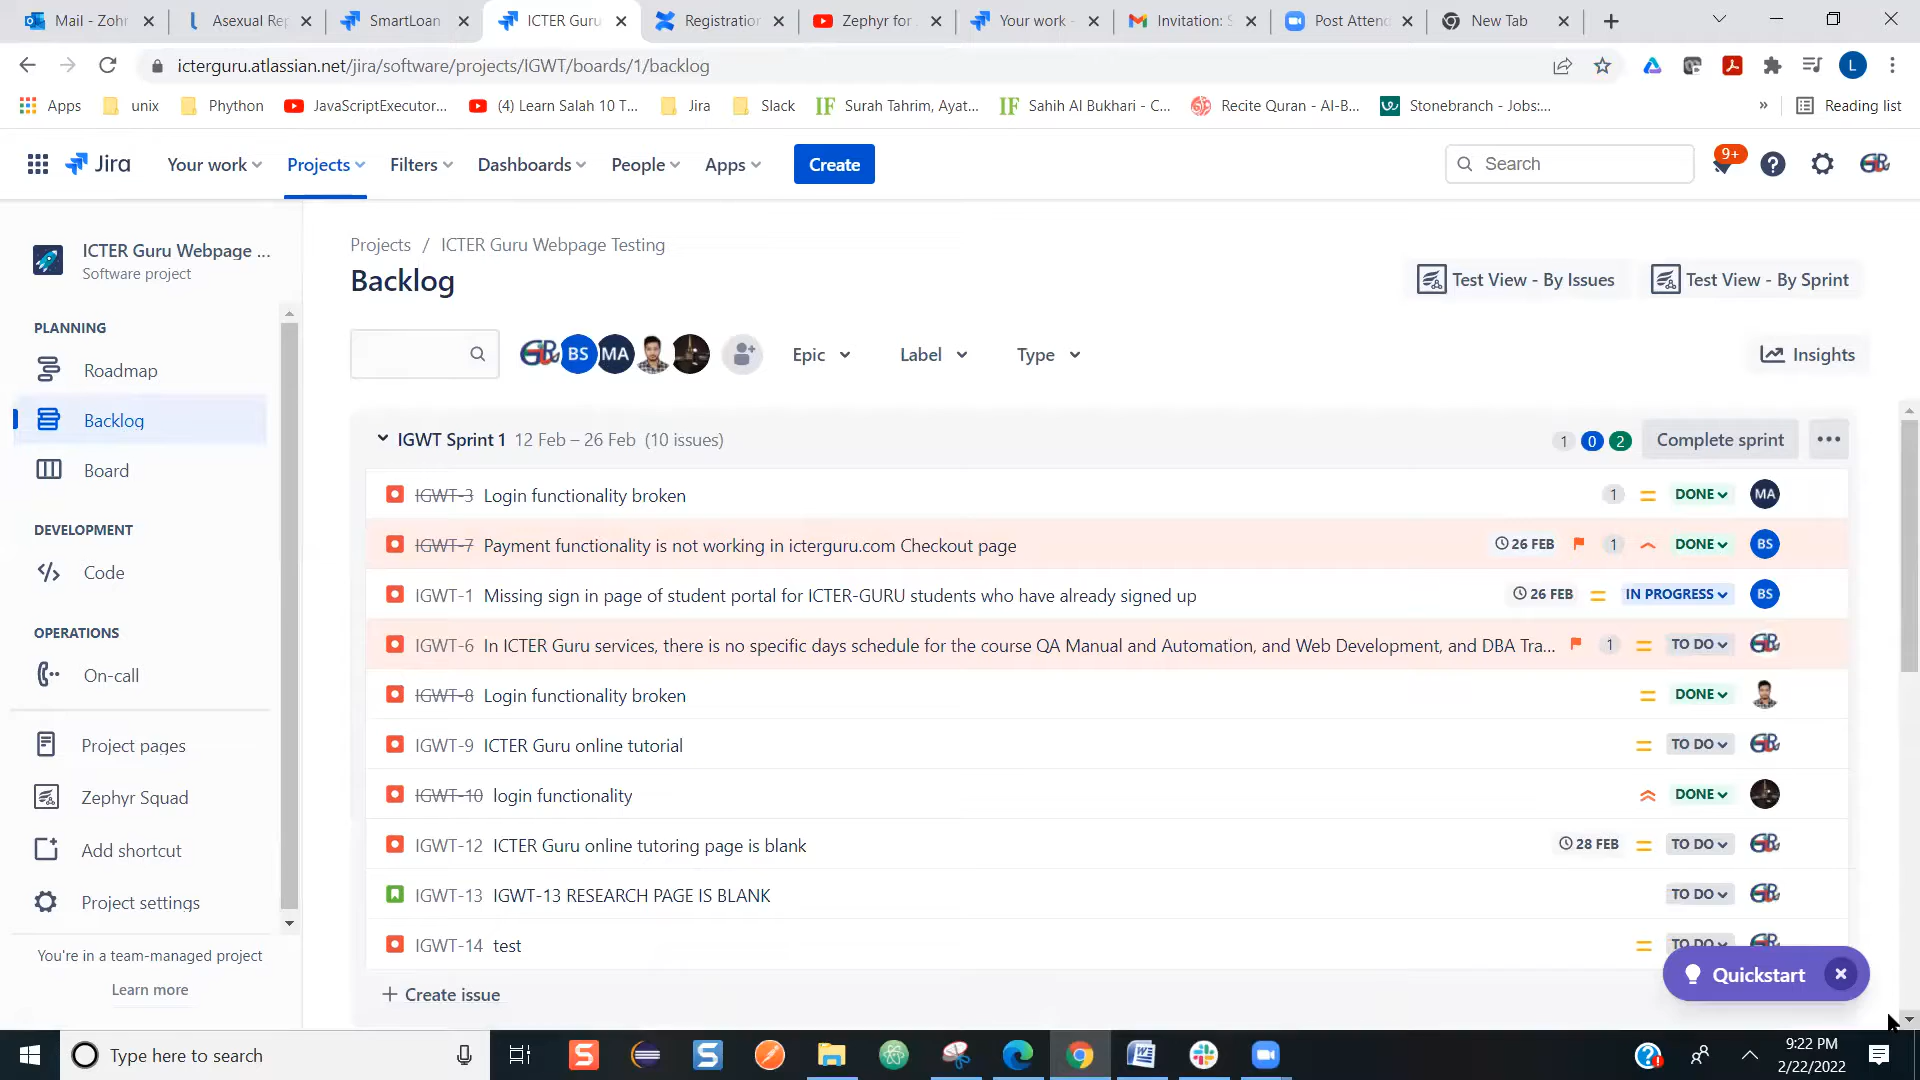 Mail - Zoh
Asexual Rep
SmartLoan
ICTER Guru
Registration
Zephyr for
Your work -
Invitation: S
Post Attend
New Tab
icterguru.atlassian.net/jira/software/projects/IGWT/boards/1/backlog
L
Apps
unix
Phython
JavaScriptExecutor...
(4) Learn Salah 10 T...
Jira
Slack
IF Surah Tahrim, Ayat...
IF Sahih Al Bukhari - C...
Recite Quran - Al-B...
Stonebranch - Jobs:...
»
Reading list
Jira
Your work
Projects
Filters
Dashboards
People
Apps
Create
Search
9+
ICTER Guru Webpage ...
Software project
PLANNING
Roadmap
Backlog
Board
DEVELOPMENT
Code
OPERATIONS
On-call
Project pages
Zephyr Squad
Add shortcut
Project settings
You're in a team-managed project
Learn more
Projects / ICTER Guru Webpage Testing
Backlog
Test View - By Issues
Test View - By Sprint
BS MA
Epic
Label
Type
Insights
IGWT Sprint 1 12 Feb – 26 Feb (10 issues) 1 0 2 Complete sprint
IGWT-3 Login functionality broken 1 DONE MA
IGWT-7 Payment functionality is not working in icterguru.com Checkout page 26 FEB 1 DONE BS
IGWT-1 Missing sign in page of student portal for ICTER-GURU students who have already signed up 26 FEB IN PROGRESS BS
IGWT-6 In ICTER Guru services, there is no specific days schedule for the course QA Manual and Automation, and Web Development, and DBA Tra... 1 TO DO
IGWT-8 Login functionality broken DONE
IGWT-9 ICTER Guru online tutorial TO DO
IGWT-10 login functionality DONE
IGWT-12 ICTER Guru online tutoring page is blank 28 FEB TO DO
IGWT-13 IGWT-13 RESEARCH PAGE IS BLANK TO DO
IGWT-14 test TO DO
+ Create issue
Quickstart
Type here to search
9:22 PM
2/22/2022